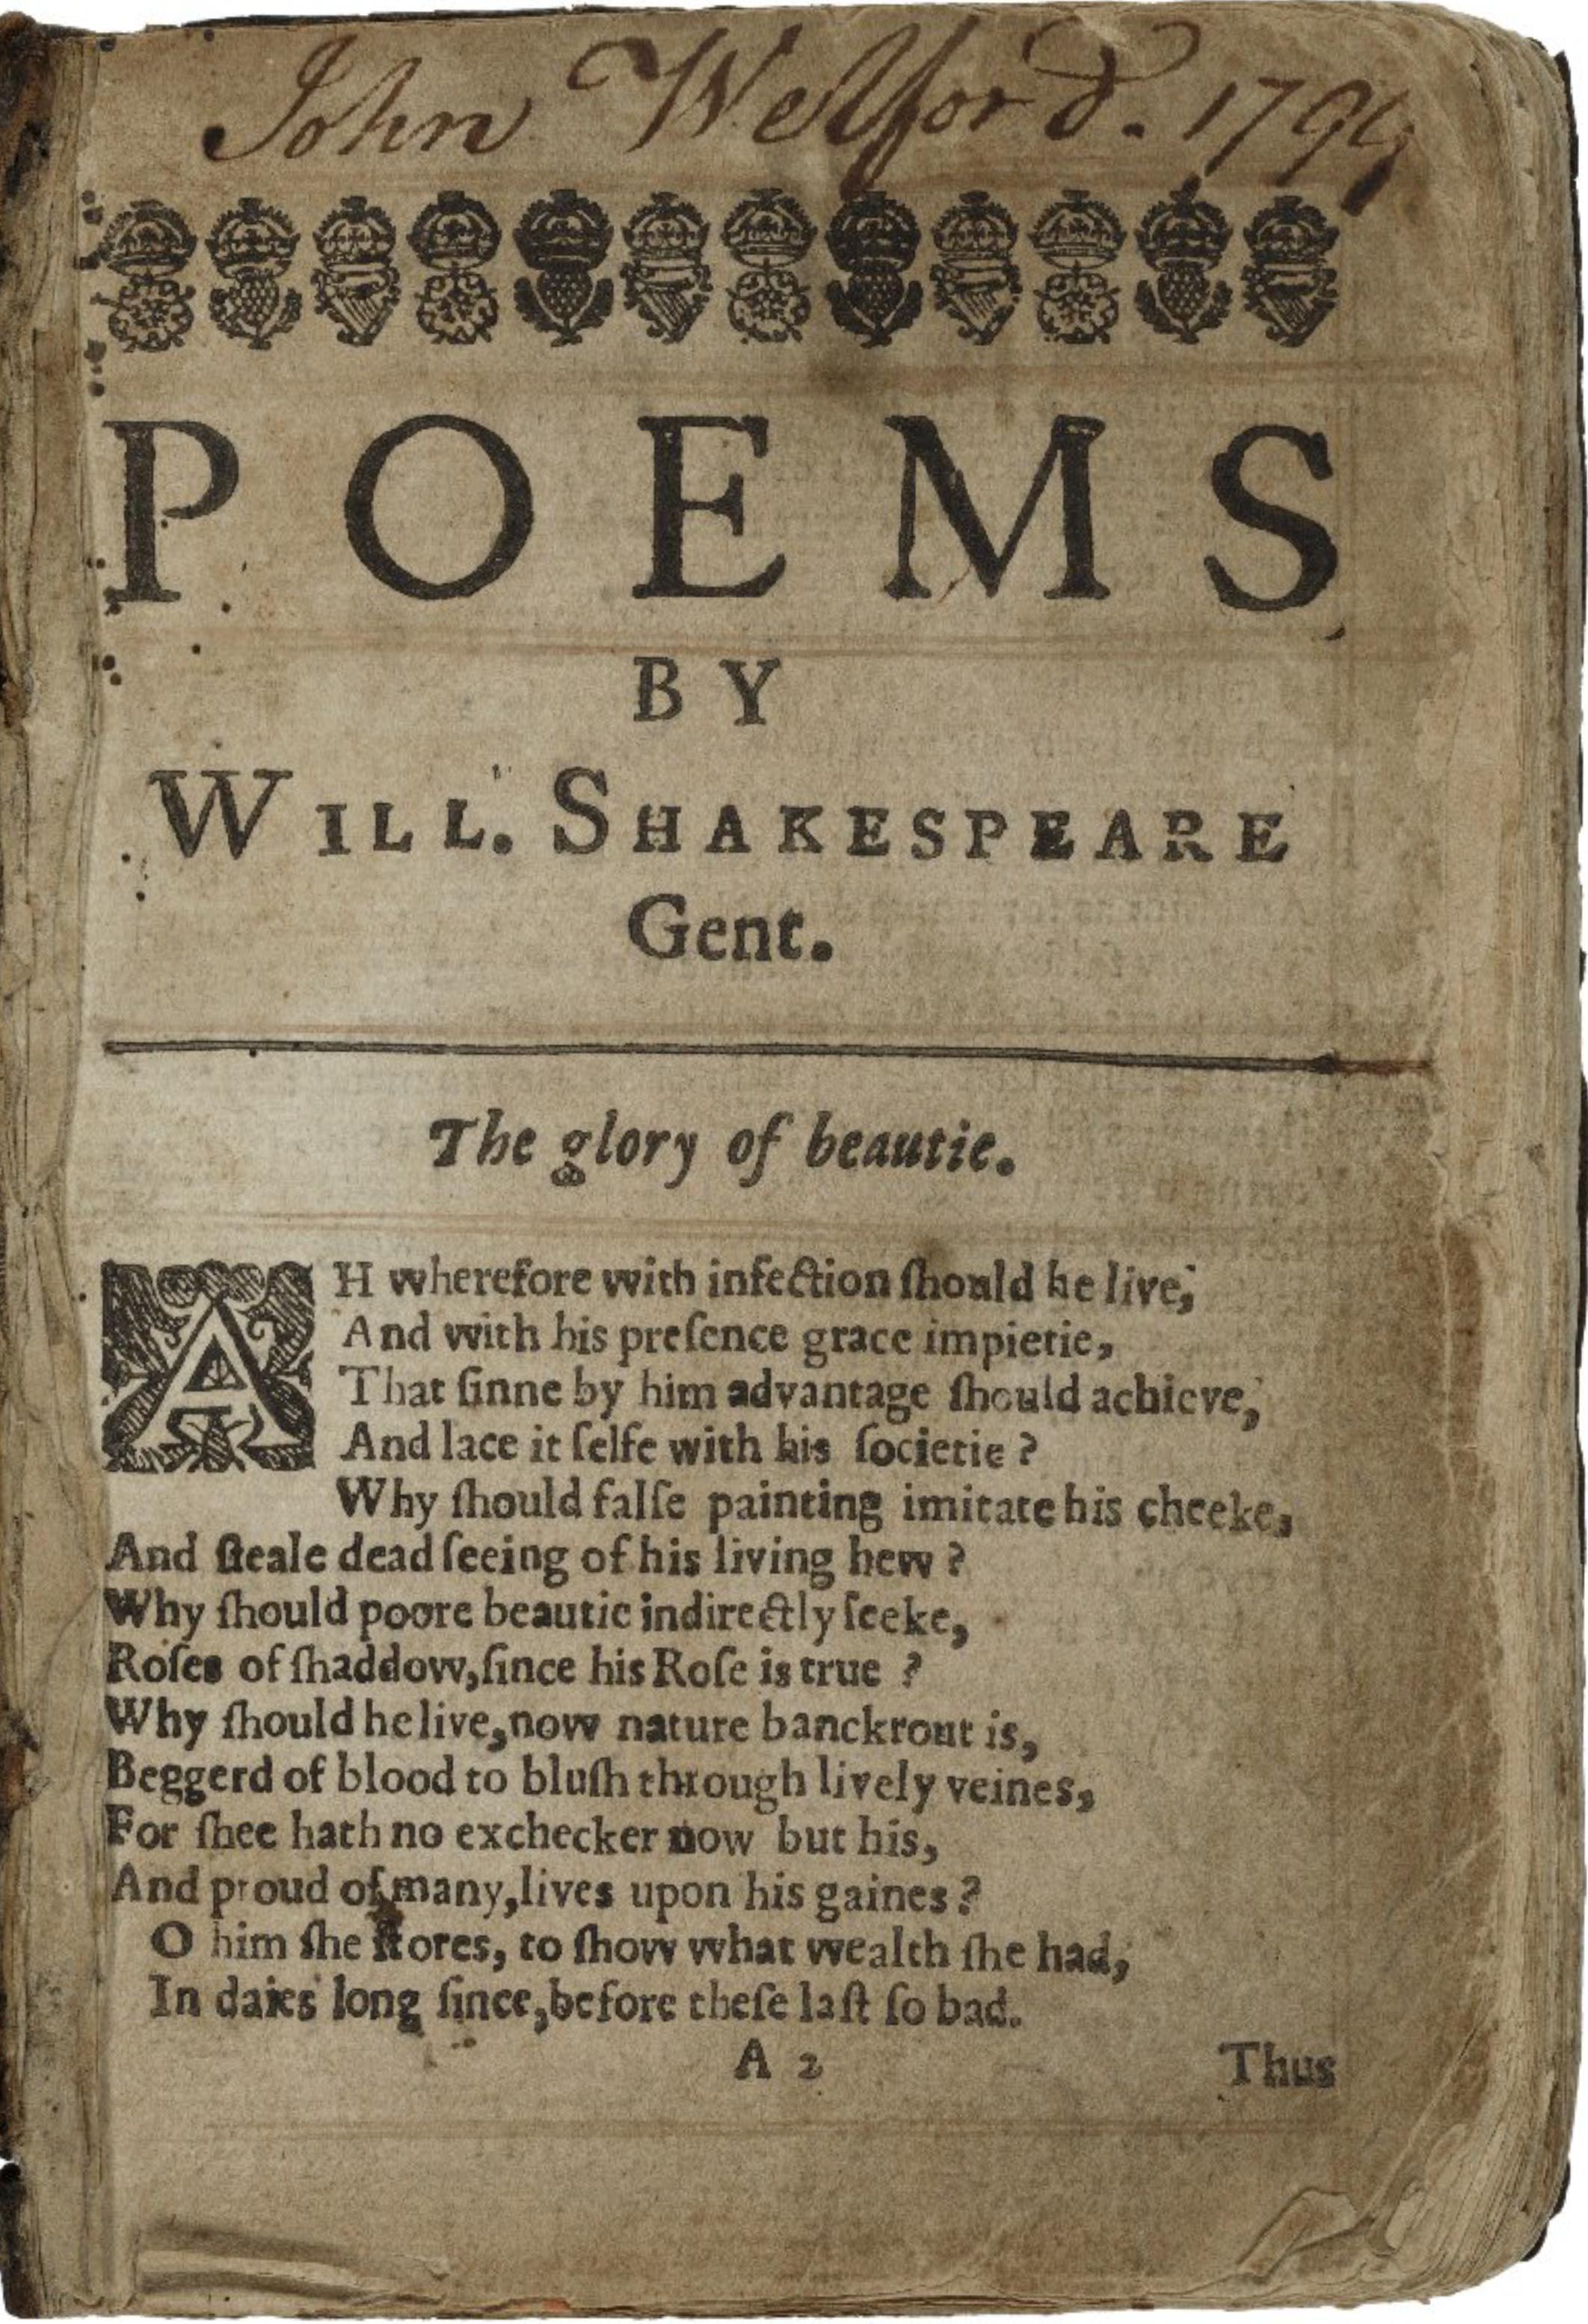 John Welford. 1799
POEMS
BY
WILL. SHAKESPEARE
Gent.
The glory of beautie.
AH wherefore with infection ſhould he live,
And with his preſence grace impietie,
That ſinne by him advantage ſhould achieve,
And lace it ſelfe with his ſocietie?
Why ſhould falſe painting imitate his cheeke,
And ſteale dead ſeeing of his living hew?
Why ſhould poore beautie indirectly ſeeke,
Roſes of ſhaddow, ſince his Roſe is true?
Why ſhould he live, now nature banckrout is,
Beggerd of blood to bluſh through lively veines,
For ſhee hath no exchecker now but his,
And proud of many, lives upon his gaines?
O him ſhe ſtores, to ſhow what wealth ſhe had,
In daies long ſince, before theſe laſt ſo bad.
A 2
Thus